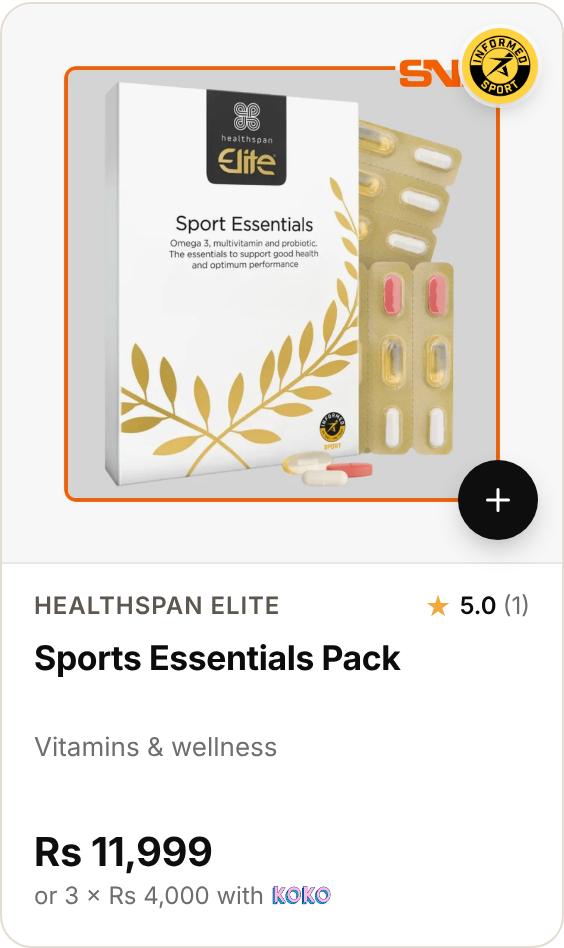 INFORMED
SPORT
healthspan
Elite
Sport Essentials
Omega 3, multivitamin and probiotic.
The essentials to support good health
and optimum performance
INFORMED
SPORT
HEALTHSPAN ELITE
★ 5.0 (1)
Sports Essentials Pack
Vitamins & wellness
Rs 11,999
or 3 × Rs 4,000 with KOKO